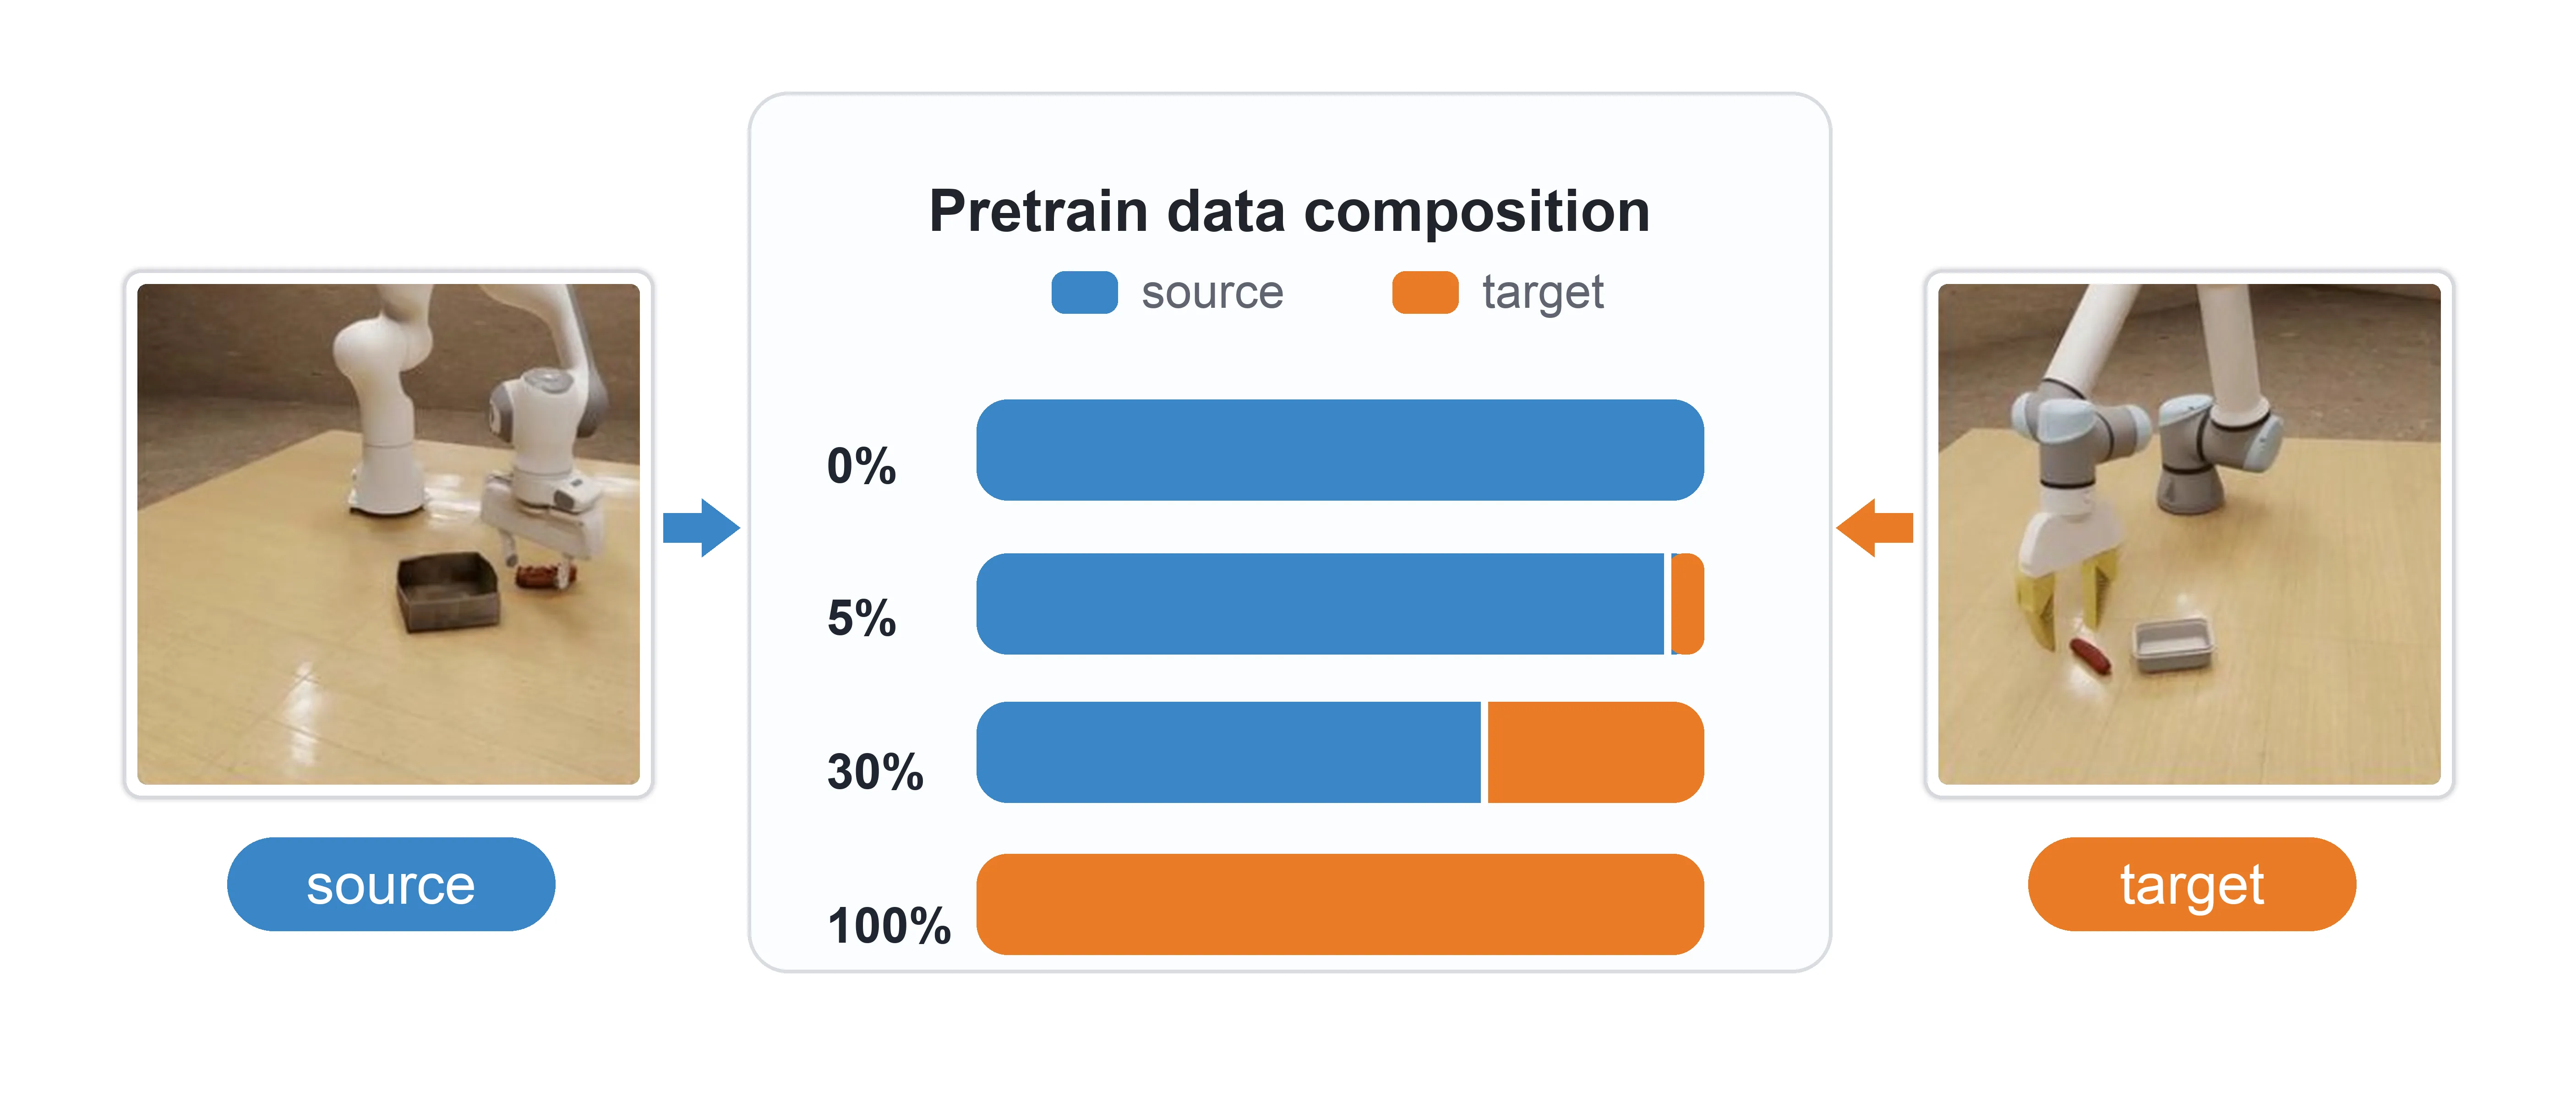 Pretrain data composition
source target
0%
5%
30%
100%
source
target